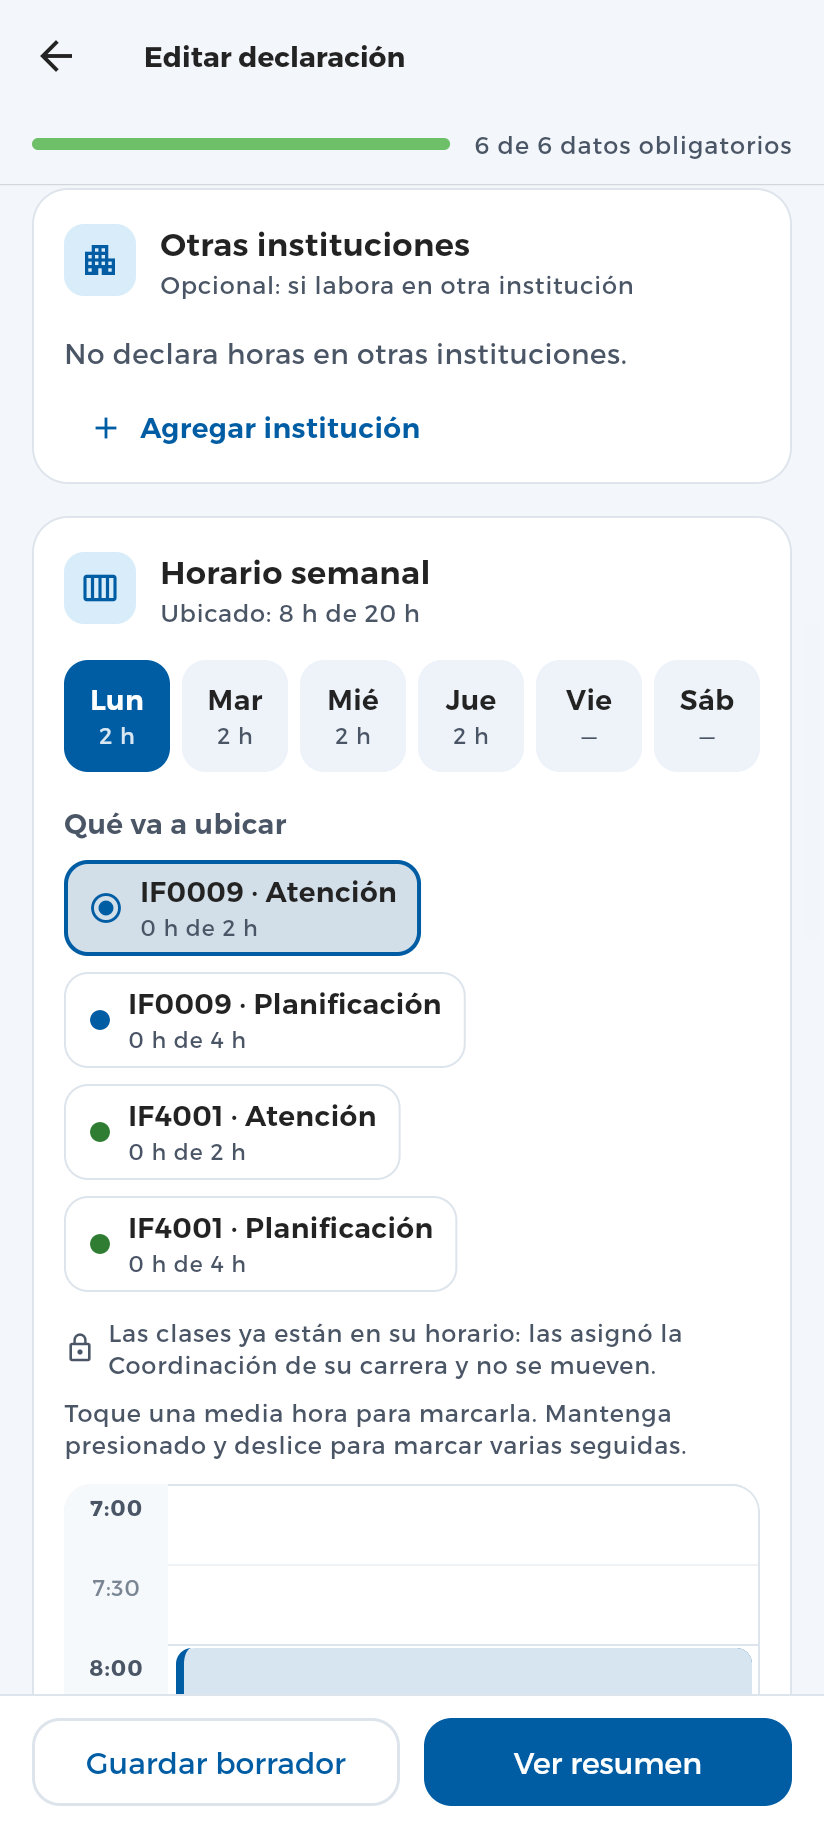 Editar declaración
6 de 6 datos obligatorios
Otras instituciones
Opcional: si labora en otra institución
No declara horas en otras instituciones.
+ Agregar institución
Horario semanal
Ubicado: 8 h de 20 h
Lun Mar Mié Jue Vie Sáb
2 h 2 h 2 h 2 h – –
Qué va a ubicar
IF0009 · Atención
0 h de 2 h
IF0009 · Planificación
0 h de 4 h
IF4001 · Atención
0 h de 2 h
IF4001 · Planificación
0 h de 4 h
Las clases ya están en su horario: las asignó la
Coordinación de su carrera y no se mueven.
Toque una media hora para marcarla. Mantenga
presionado y deslice para marcar varias seguidas.
7:00
7:30
8:00
Guardar borrador
Ver resumen